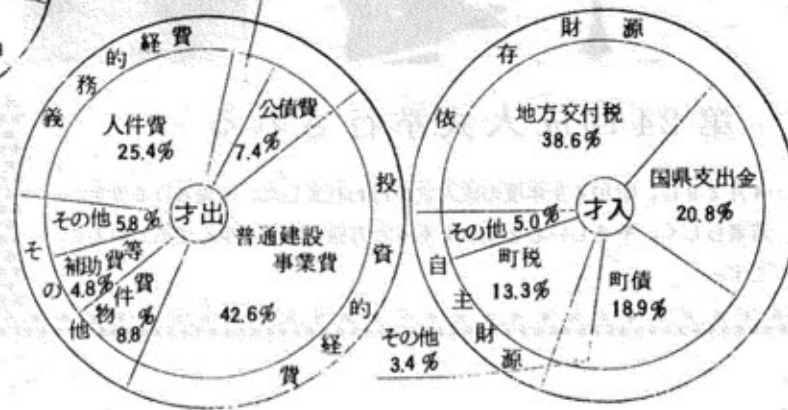 義務的経費
人件費
25.4%
公債費
7.4%
投資的経費
普通建設
事業費
42.6%
才出
その他 5.8%
補助費等
4.8%
物件費
8.8%
その他
依存財源
地方交付税
38.6%
国県支出金
20.8%
町債
18.9%
才入
その他 5.0%
町税
13.3%
自主財源
その他
3.4%